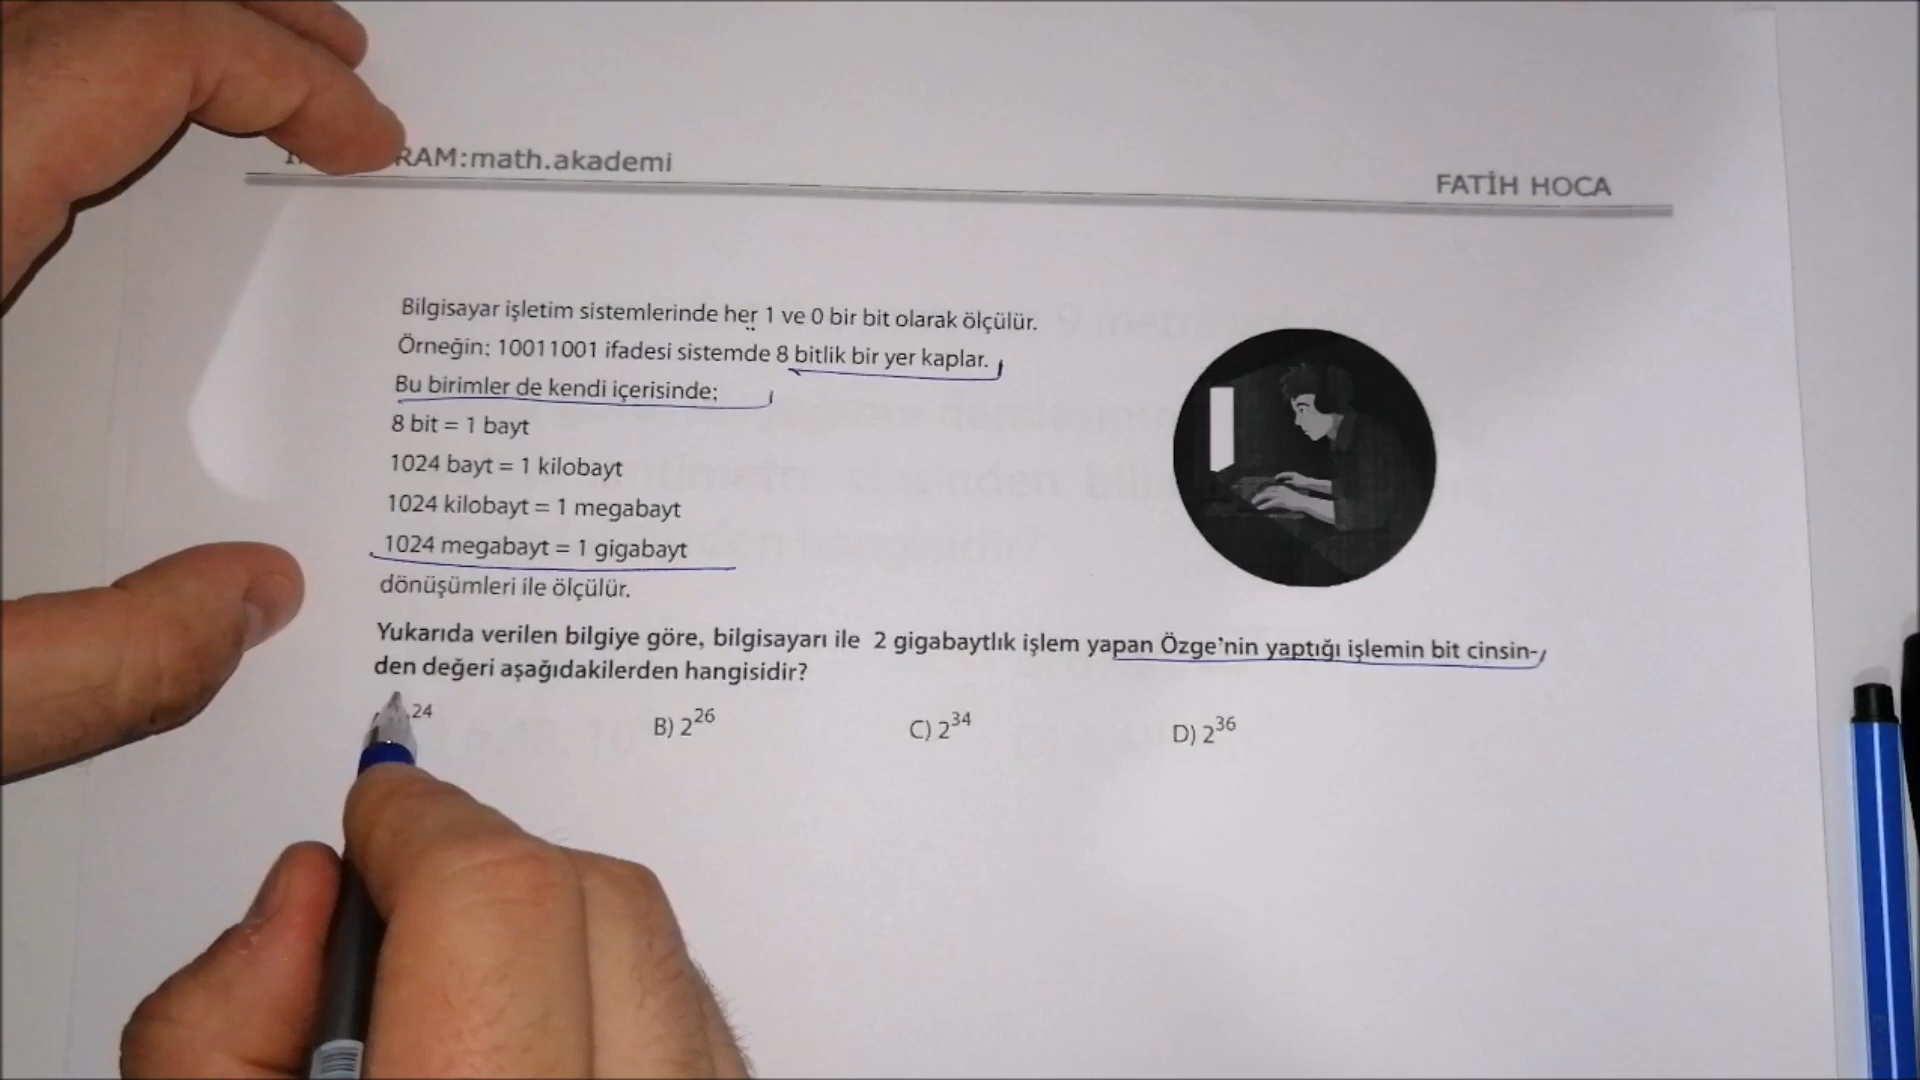 RAM:math.akademi
FATİH HOCA
Bilgisayar işletim sistemlerinde her 1 ve 0 bir bit olarak ölçülür.
Örneğin; 10011001 ifadesi sistemde 8 bitlik bir yer kaplar.
Bu birimler de kendi içerisinde;
8 bit = 1 bayt
1024 bayt = 1 kilobayt
1024 kilobayt = 1 megabayt
1024 megabayt = 1 gigabayt
dönüşümleri ile ölçülür.
Yukarıda verilen bilgiye göre, bilgisayarı ile 2 gigabaytlık işlem yapan Özge'nin yaptığı işlemin bit cinsin-
den değeri aşağıdakilerden hangisidir?
24 B) 2^26 C) 2^34 D) 2^36